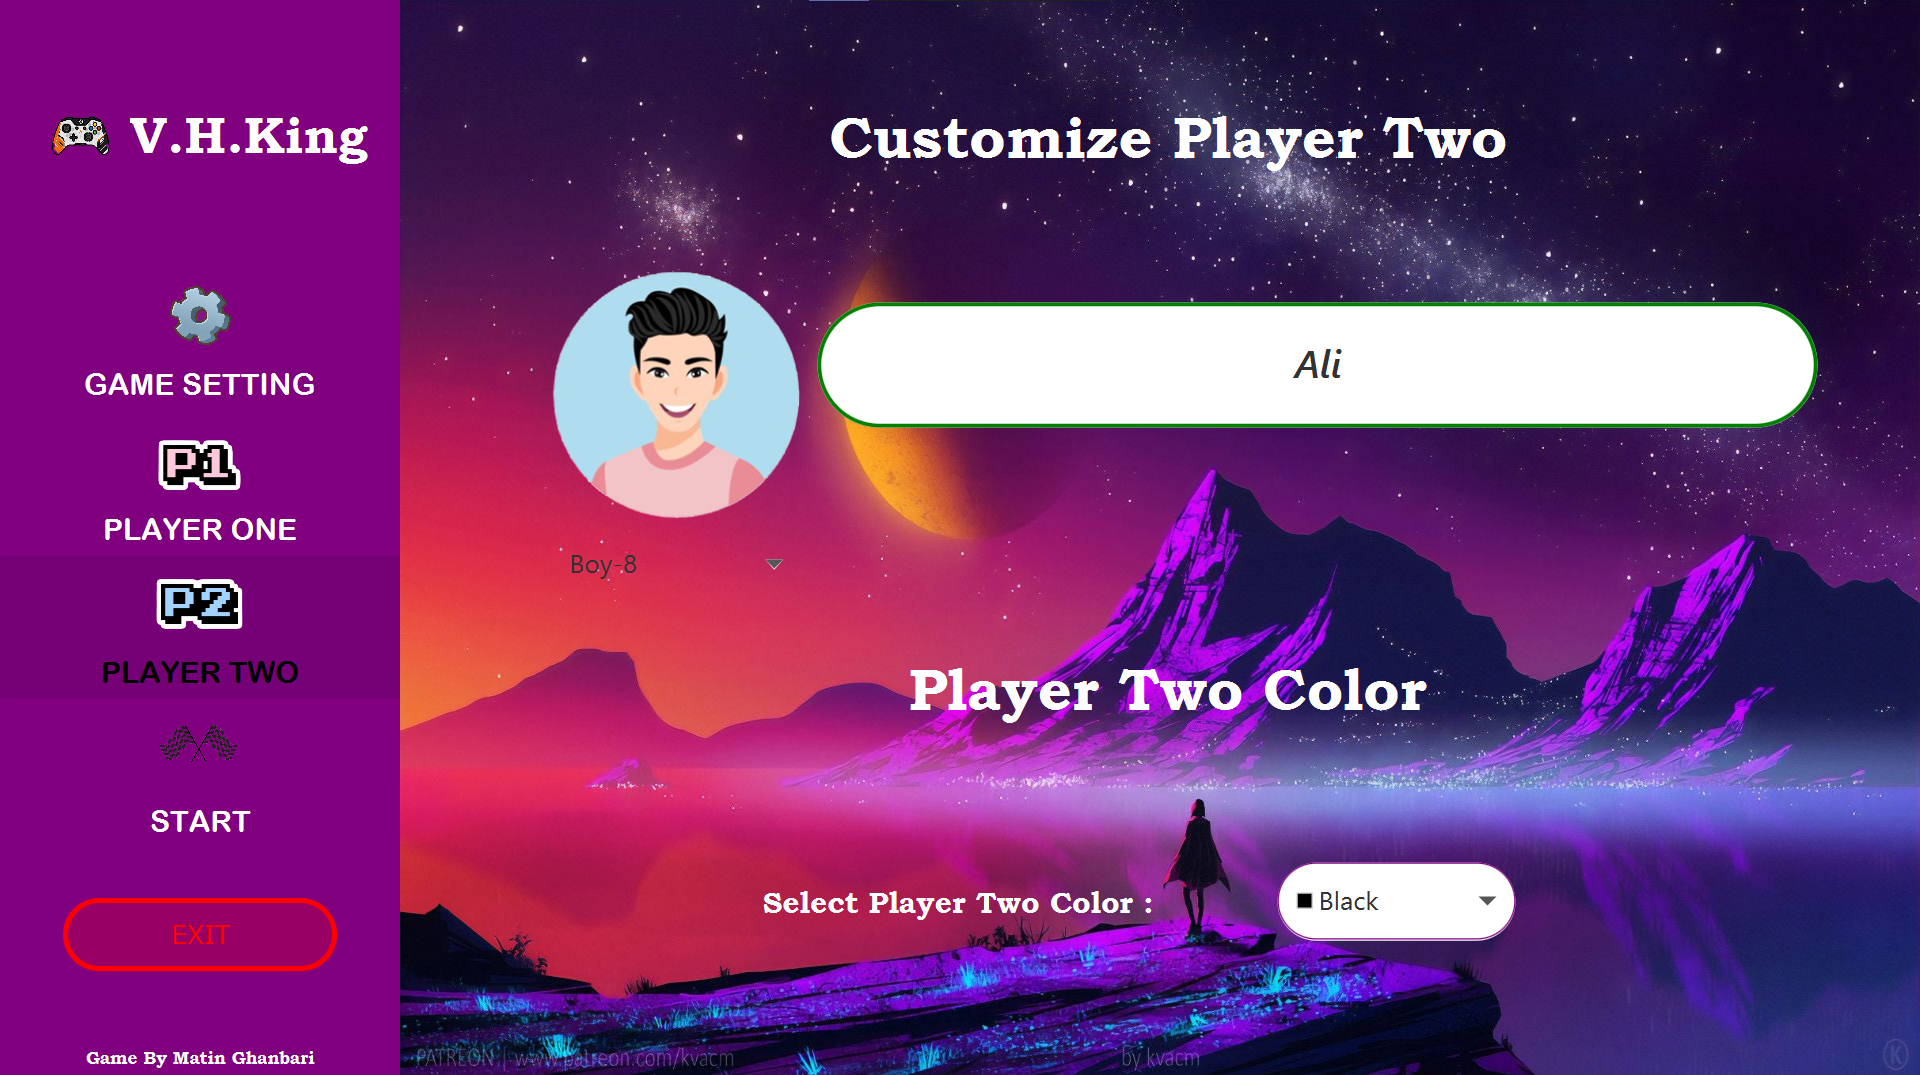 V.H.King
GAME SETTING
P1
PLAYER ONE
P2
PLAYER TWO
START
EXIT
Game By Matin Ghanbari
Customize Player Two
Ali
Boy-8
Player Two Color
Select Player Two Color :
Black
PATREON | www.patreon.com/kvacm
by kvacm
K